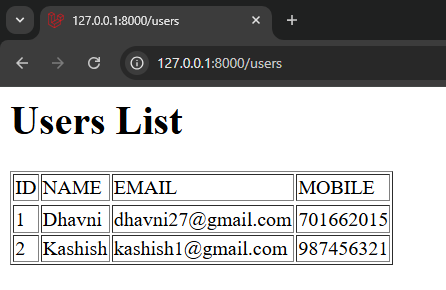 127.0.0.1:8000/users
127.0.0.1:8000/users
Users List
ID NAME EMAIL MOBILE
1 Dhavni dhavni27@gmail.com 701662015
2 Kashish kashish1@gmail.com 987456321